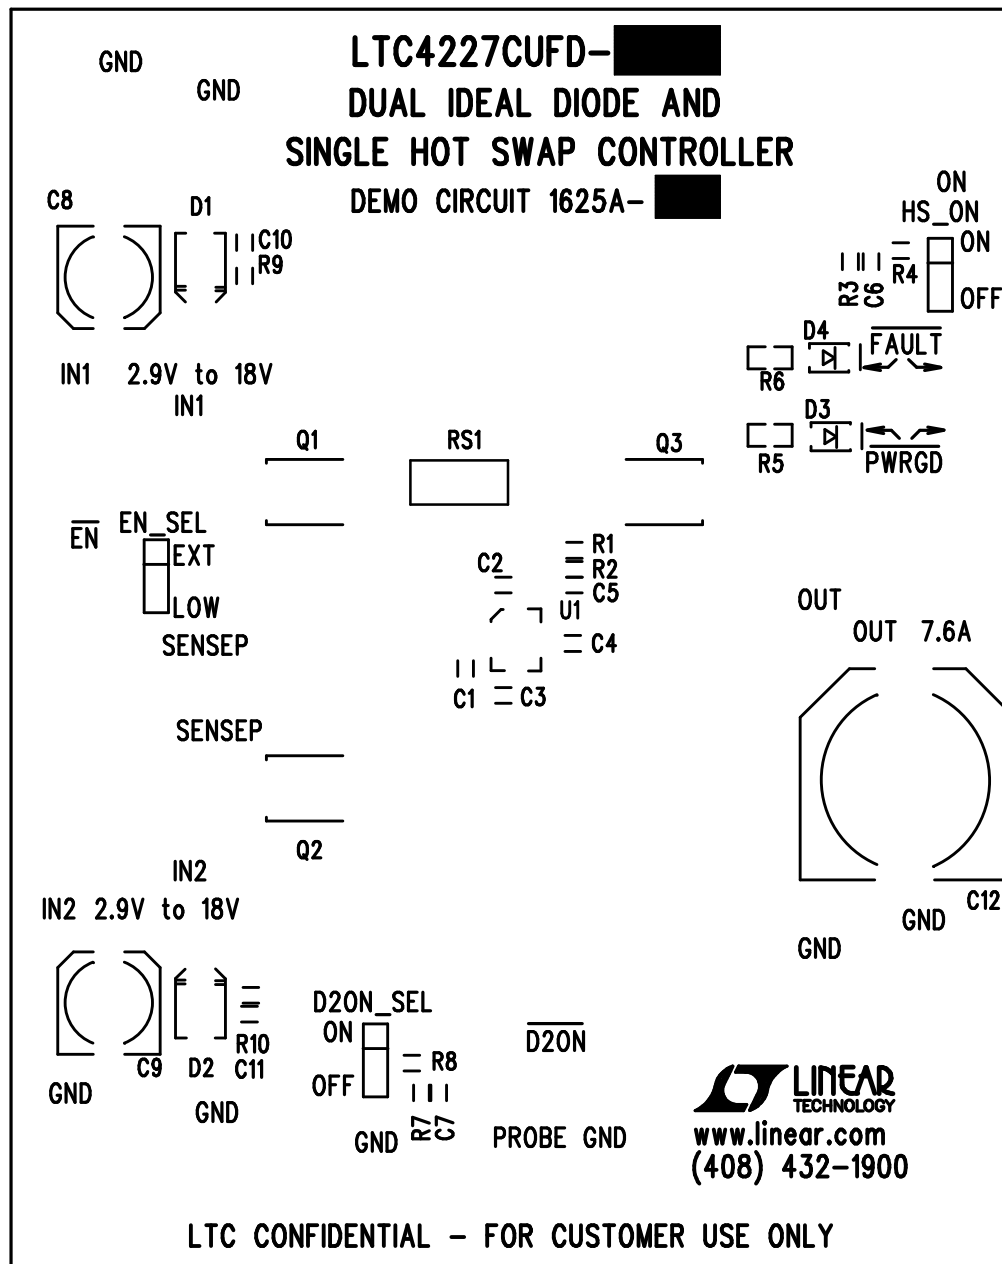 LTC4227CUFD-
DUAL IDEAL DIODE AND
SINGLE HOT SWAP CONTROLLER
DEMO CIRCUIT 1625A-
GND
GND
C8
D1
C10
R9
IN1 2.9V to 18V
IN1
ON
HS_ON
ON
OFF
R3
C6
R4
D4
FAULT
R6
D3
R5
PWRGD
Q1
RS1
Q3
EN
EN_SEL
EXT
LOW
SENSEP
C2
R1
R2
C5
U1
C4
C1
C3
OUT
OUT 7.6A
SENSEP
Q2
IN2
IN2 2.9V to 18V
C12
GND
GND
C9
D2
R10
C11
GND
GND
D2ON_SEL
ON
OFF
R8
R7
C7
GND
D2ON
PROBE GND
LINEAR
TECHNOLOGY
www.linear.com
(408) 432-1900
LTC CONFIDENTIAL - FOR CUSTOMER USE ONLY